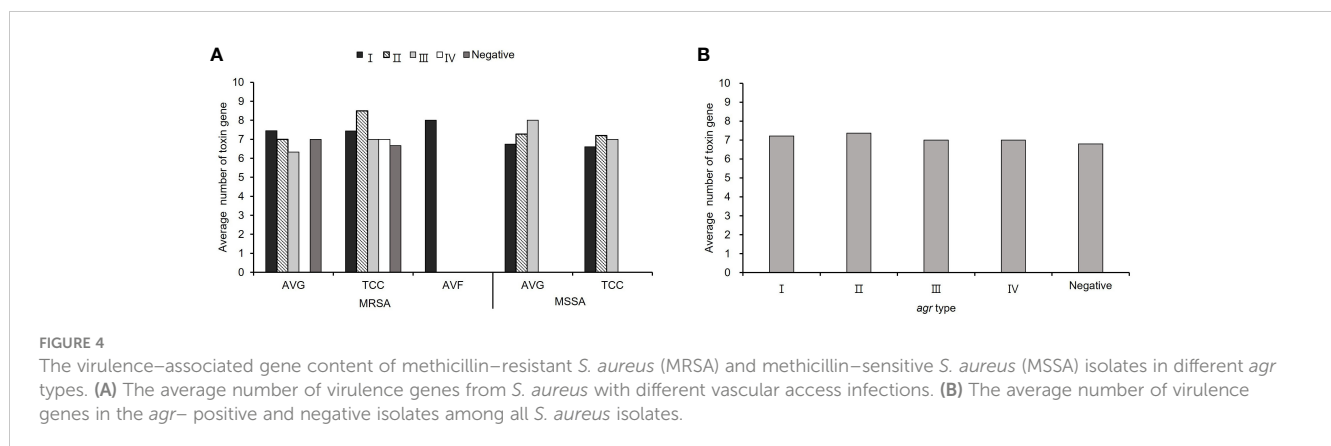 A
■ Ⅰ ▧ Ⅱ ■ Ⅲ □ Ⅳ ■ Negative
Average number of toxin gene
10
9
8
7
6
5
4
3
2
1
0
AVG TCC AVF AVG TCC
MRSA MSSA
B
Average number of toxin gene
10
9
8
7
6
5
4
3
2
1
0
Ⅰ Ⅱ Ⅲ Ⅳ Negative
agr type
FIGURE 4
The virulence–associated gene content of methicillin–resistant S. aureus (MRSA) and methicillin–sensitive S. aureus (MSSA) isolates in different agr
types. (A) The average number of virulence genes from S. aureus with different vascular access infections. (B) The average number of virulence
genes in the agr– positive and negative isolates among all S. aureus isolates.